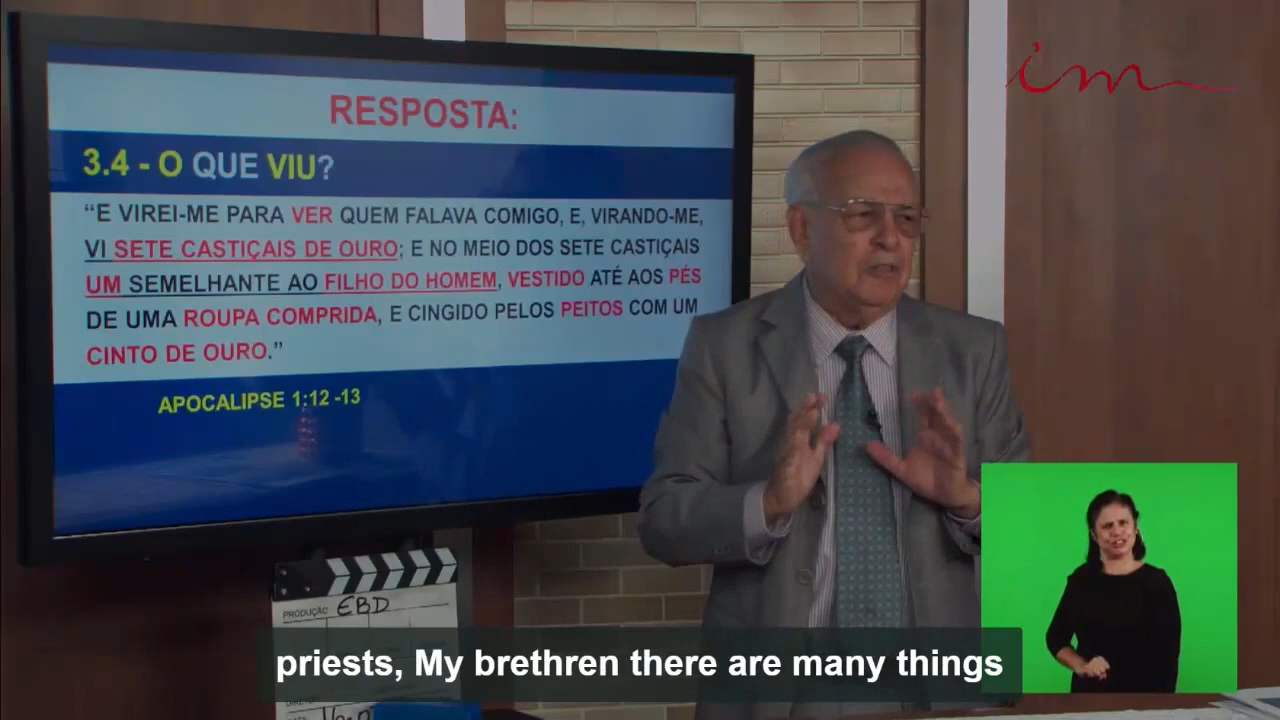 RESPOSTA:
3.4 - O QUE VIU?
“E VIREI-ME PARA VER QUEM FALAVA COMIGO, E, VIRANDO-ME,
VI SETE CASTIÇAIS DE OURO; E NO MEIO DOS SETE CASTIÇAIS
UM SEMELHANTE AO FILHO DO HOMEM, VESTIDO ATÉ AOS PÉS
DE UMA ROUPA COMPRIDA, E CINGIDO PELOS PEITOS COM UM
CINTO DE OURO.”
APOCALIPSE 1:12 -13
im
PRODUÇÃO EBD
priests, My brethren there are many things